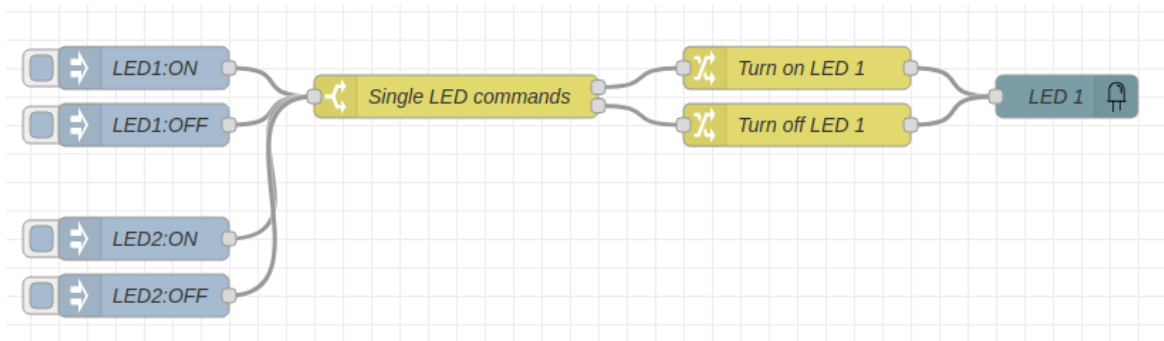 LED1:ON
LED1:OFF
LED2:ON
LED2:OFF
Single LED commands
Turn on LED 1
Turn off LED 1
LED 1